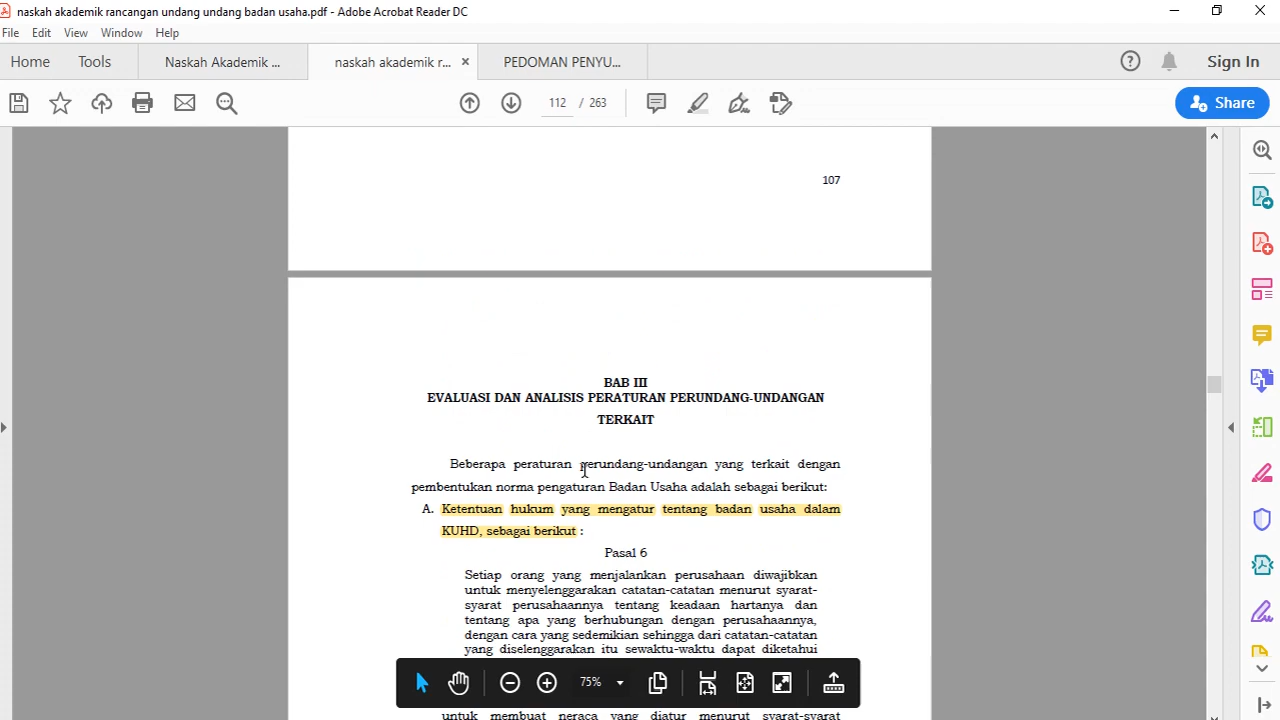 naskah akademik rancangan undang undang badan usaha.pdf - Adobe Acrobat Reader DC
File Edit View Window Help
Home Tools Naskah Akademik ... naskah akademik r... × PEDOMAN PENYU... Sign In
112 / 263 Share
107
BAB III
EVALUASI DAN ANALISIS PERATURAN PERUNDANG-UNDANGAN
TERKAIT
Beberapa peraturan perundang-undangan yang terkait dengan
pembentukan norma pengaturan Badan Usaha adalah sebagai berikut:
A. Ketentuan hukum yang mengatur tentang badan usaha dalam
KUHD, sebagai berikut :
Pasal 6
Setiap orang yang menjalankan perusahaan diwajibkan
untuk menyelenggarakan catatan-catatan menurut syarat-
syarat perusahaannya tentang keadaan hartanya dan
tentang apa yang berhubungan dengan perusahaannya,
dengan cara yang sedemikian sehingga dari catatan-catatan
yang diselenggarakan itu sewaktu-waktu dapat diketahui
75%
untuk membuat neraca yang diatur menurut syarat-syarat